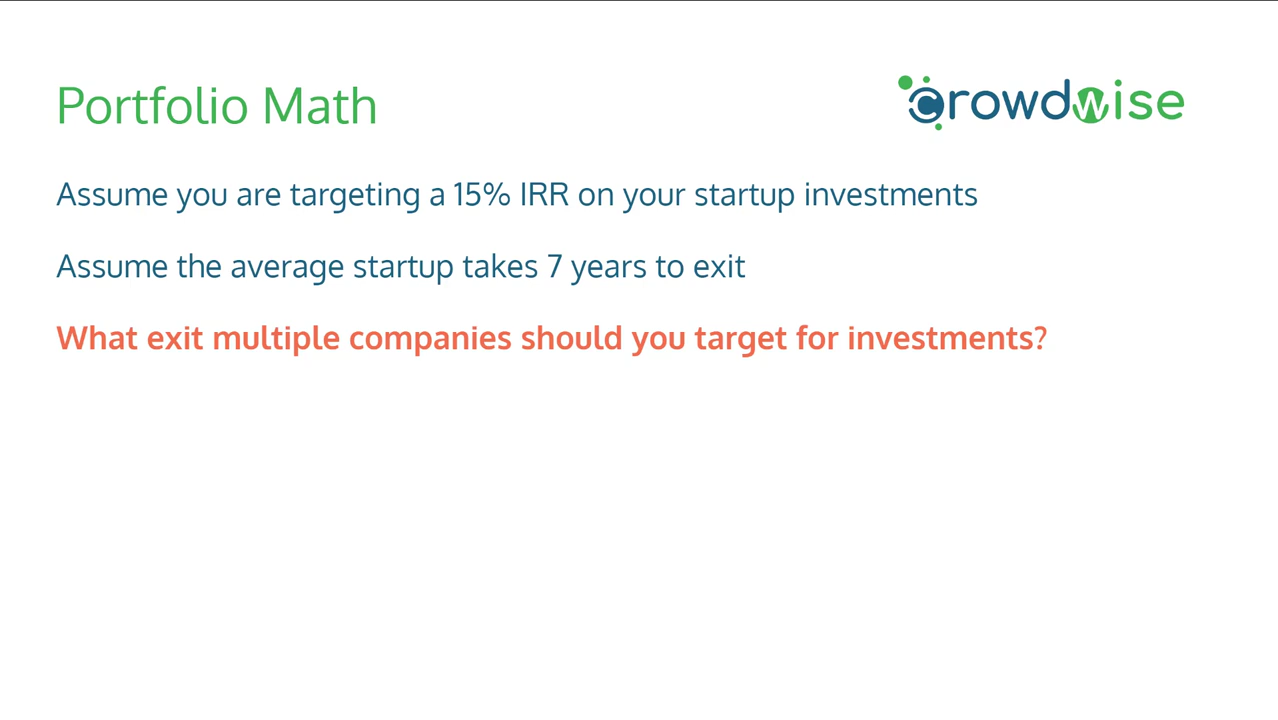 Portfolio Math
crowdwise
Assume you are targeting a 15% IRR on your startup investments
Assume the average startup takes 7 years to exit
What exit multiple companies should you target for investments?